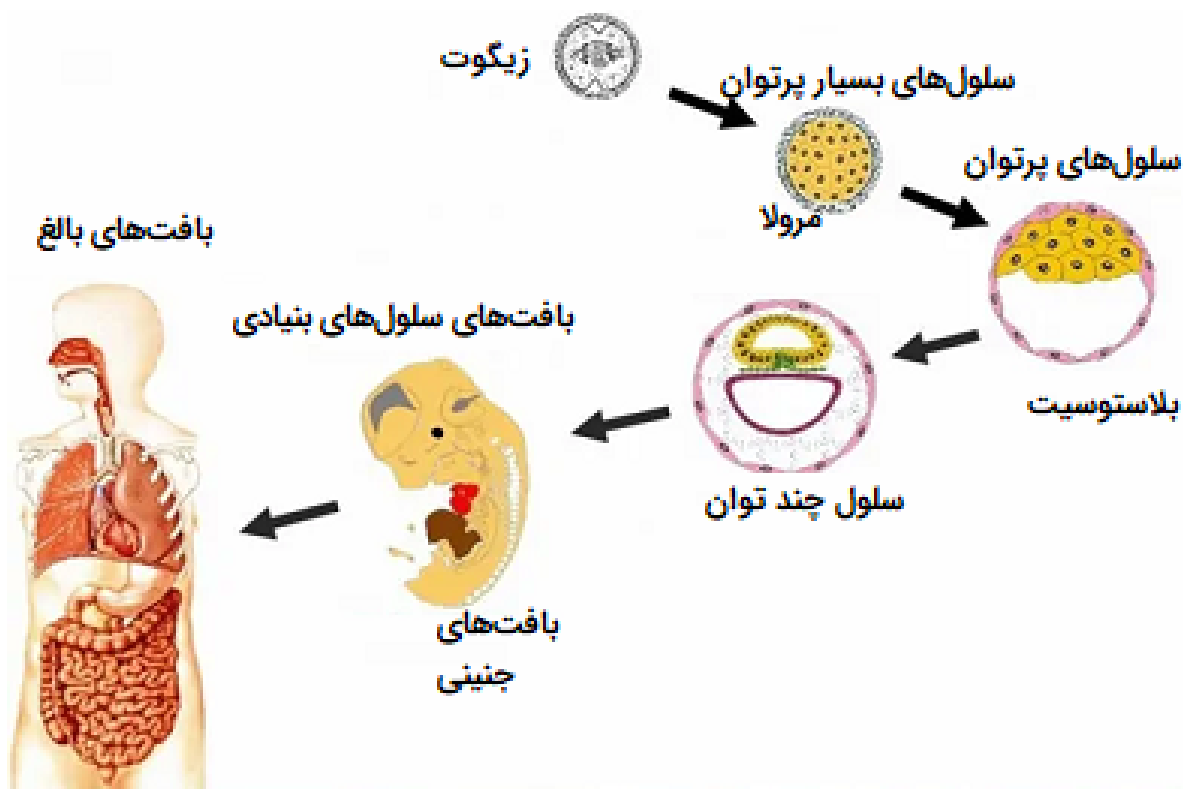 زیگوت
سلول‌های بسیار پرتوان
مرولا
سلول‌های پرتوان
بلاستوسیت
سلول چند توان
بافت‌های سلول‌های بنیادی
بافت‌های
جنینی
بافت‌های بالغ